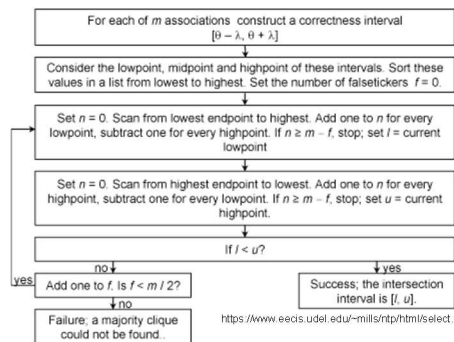 For each of m associations construct a correctness interval
[θ – λ, θ + λ]
Consider the lowpoint, midpoint and highpoint of these intervals. Sort these
values in a list from lowest to highest. Set the number of falsetickers f = 0.
Set n = 0. Scan from lowest endpoint to highest. Add one to n for every
lowpoint, subtract one for every highpoint. If n ≥ m – f, stop; set l = current
lowpoint
Set n = 0. Scan from highest endpoint to lowest. Add one to n for every
highpoint, subtract one for every lowpoint. If n ≥ m – f, stop; set u = current
highpoint.
If l < u?
no
yes
yes
Add one to f. Is f < m / 2?
Success; the intersection
interval is [l, u].
no
Failure; a majority clique
could not be found..
https://www.eecis.udel.edu/~mills/ntp/html/select.